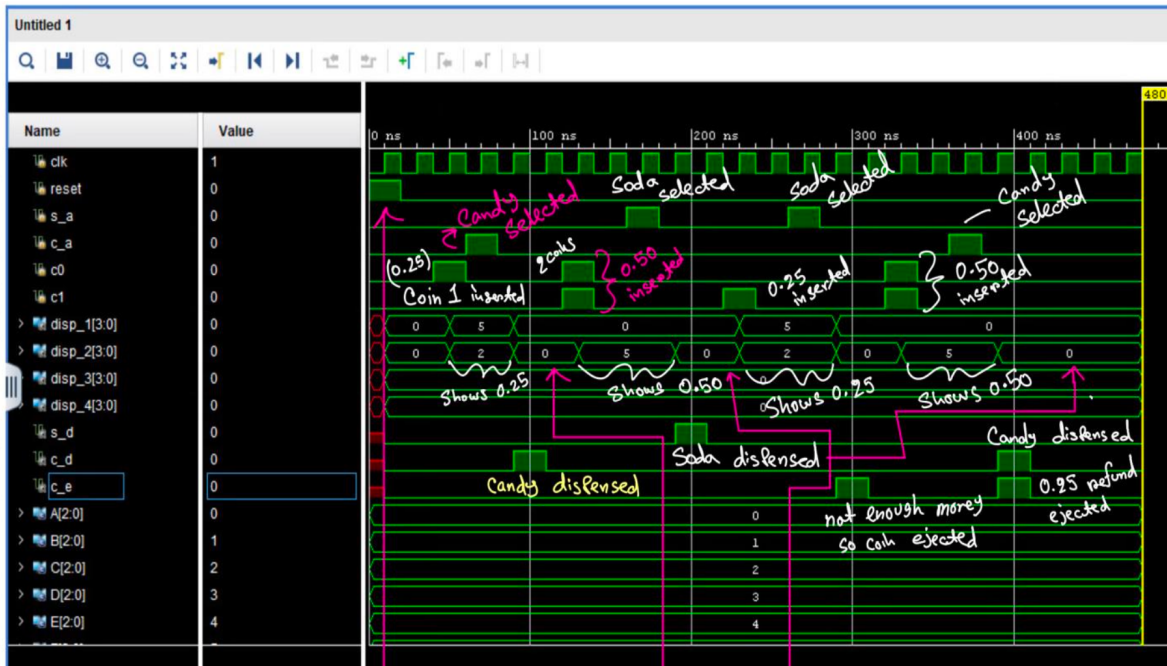 Untitled 1
480
Name Value
0 ns 100 ns 200 ns 300 ns 400 ns
clk 1
reset 0
Soda selected
Soda selected
Candy selected
s_a 0
Candy selected
c_a 0
c0 0
(0.25)
Coin 1 inserted
2 coins
0.50 inserted
0.25 inserted
0.50 inserted
c1 0
disp_1[3:0] 0 0 5 0 5 0
disp_2[3:0] 0 0 2 0 5 0 2 0 5 0
disp_3[3:0] 0 0
Shows 0.25
Shows 0.50
Shows 0.25
Shows 0.50
disp_4[3:0] 0 0
s_d 0
Soda dispensed
Candy dispensed
c_d 0
c_e 0
Candy dispensed
not enough money
so coin ejected
0.25 refund
ejected
A[2:0] 0 0
B[2:0] 1 1
C[2:0] 2 2
D[2:0] 3 3
E[2:0] 4 4